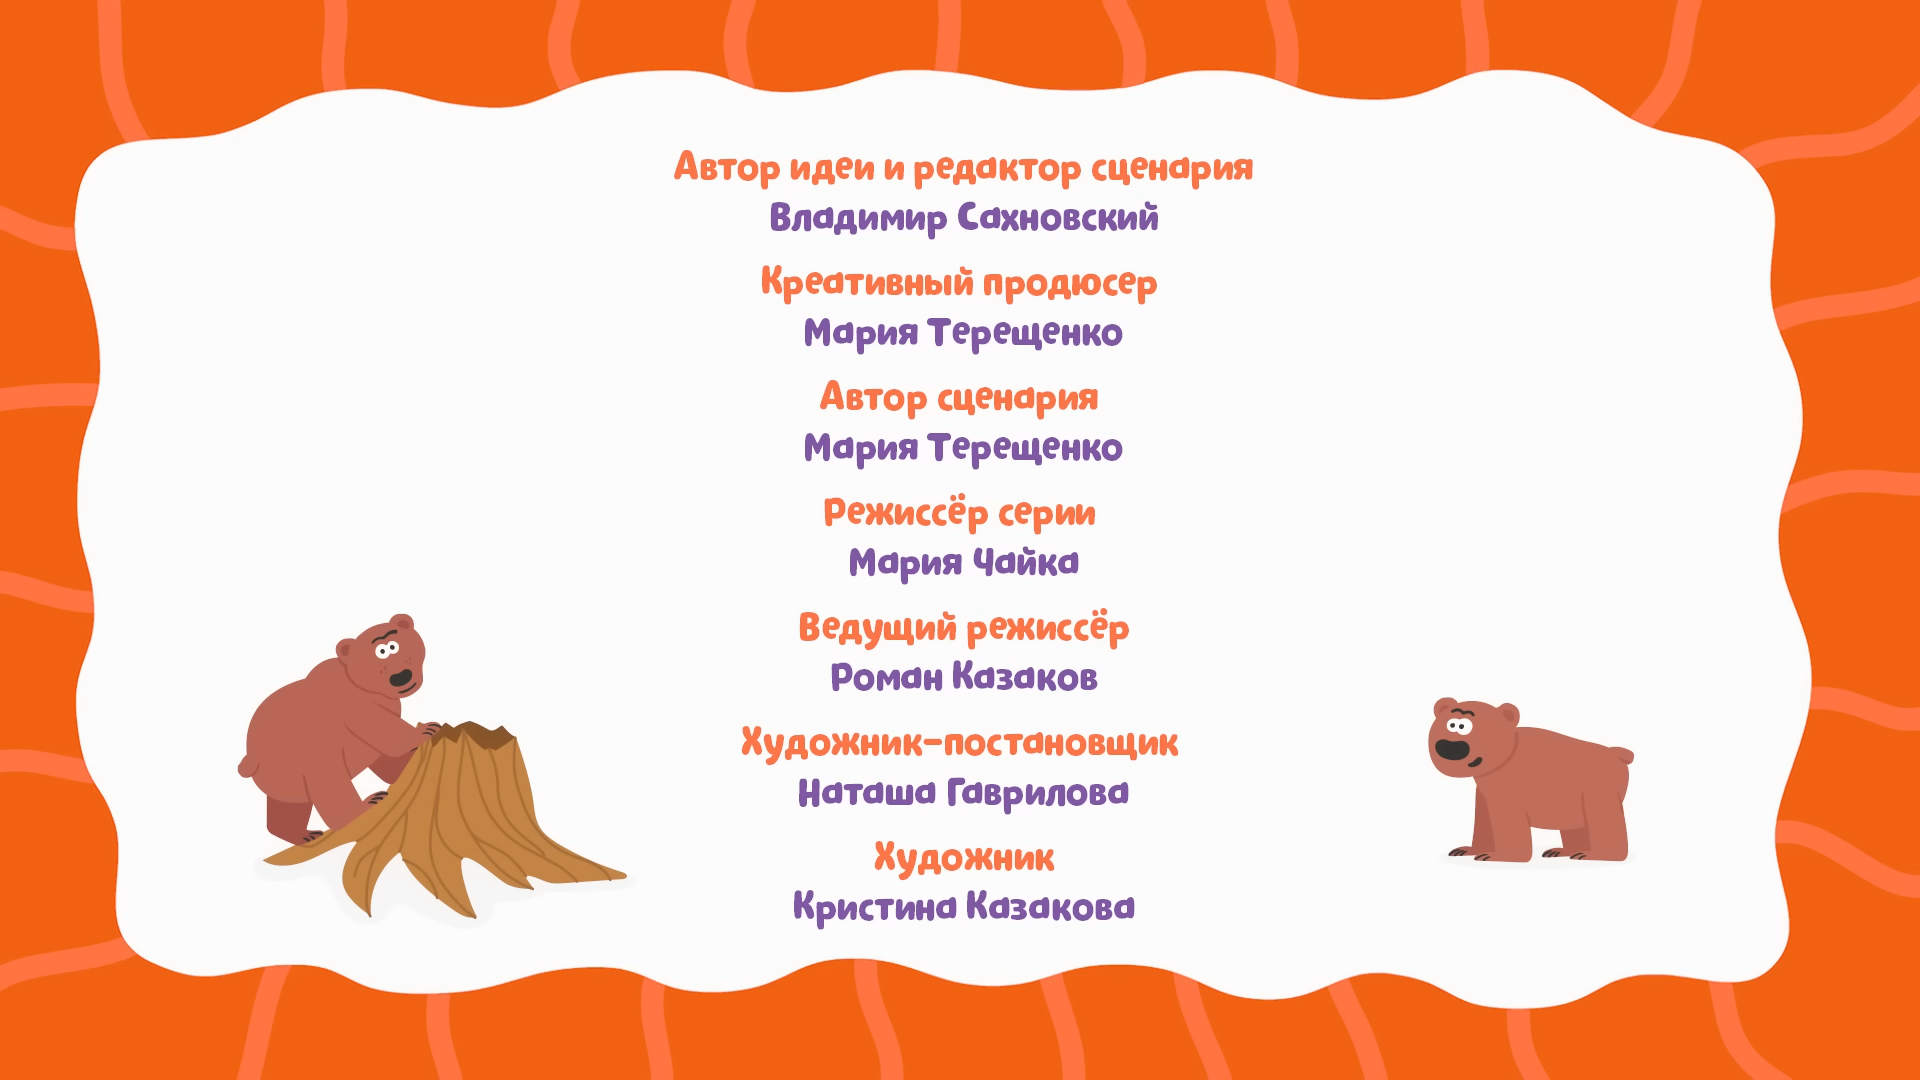 Автор идеи и редактор сценария
Владимир Сахновский
Креативный продюсер
Мария Терещенко
Автор сценария
Мария Терещенко
Режиссёр серии
Мария Чайка
Ведущий режиссёр
Роман Казаков
Художник-постановщик
Наташа Гаврилова
Художник
Кристина Казакова